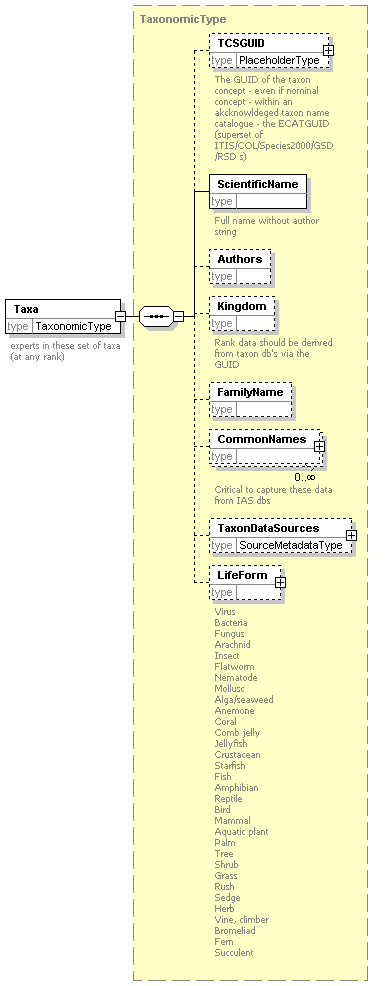 TaxonomicType
TCSGUID
type PlaceholderType
The GUID of the taxon
concept - even if nominal
concept - within an
akcknowldeged taxon name
catalogue - the ECATGUID
(superset of
ITIS/COL/Species2000/GSD
/RSD s)
ScientificName
type
Full name without author
string
Authors
type
Kingdom
type
Rank data should be derived
from taxon db's via the
GUID
Taxa
type TaxonomicType
experts in these set of taxa
(at any rank)
FamilyName
type
CommonNames
type
0..∞
Critical to capture these data
from IAS dbs
TaxonDataSources
type SourceMetadataType
LifeForm
type
Virus
Bacteria
Fungus
Arachnid
Insect
Flatworm
Nematode
Mollusc
Alga/seaweed
Anemone
Coral
Comb jelly
Jellyfish
Crustacean
Starfish
Fish
Amphibian
Reptile
Bird
Mammal
Aquatic plant
Palm
Tree
Shrub
Grass
Rush
Sedge
Herb
Vine, climber
Bromeliad
Fern
Succulent